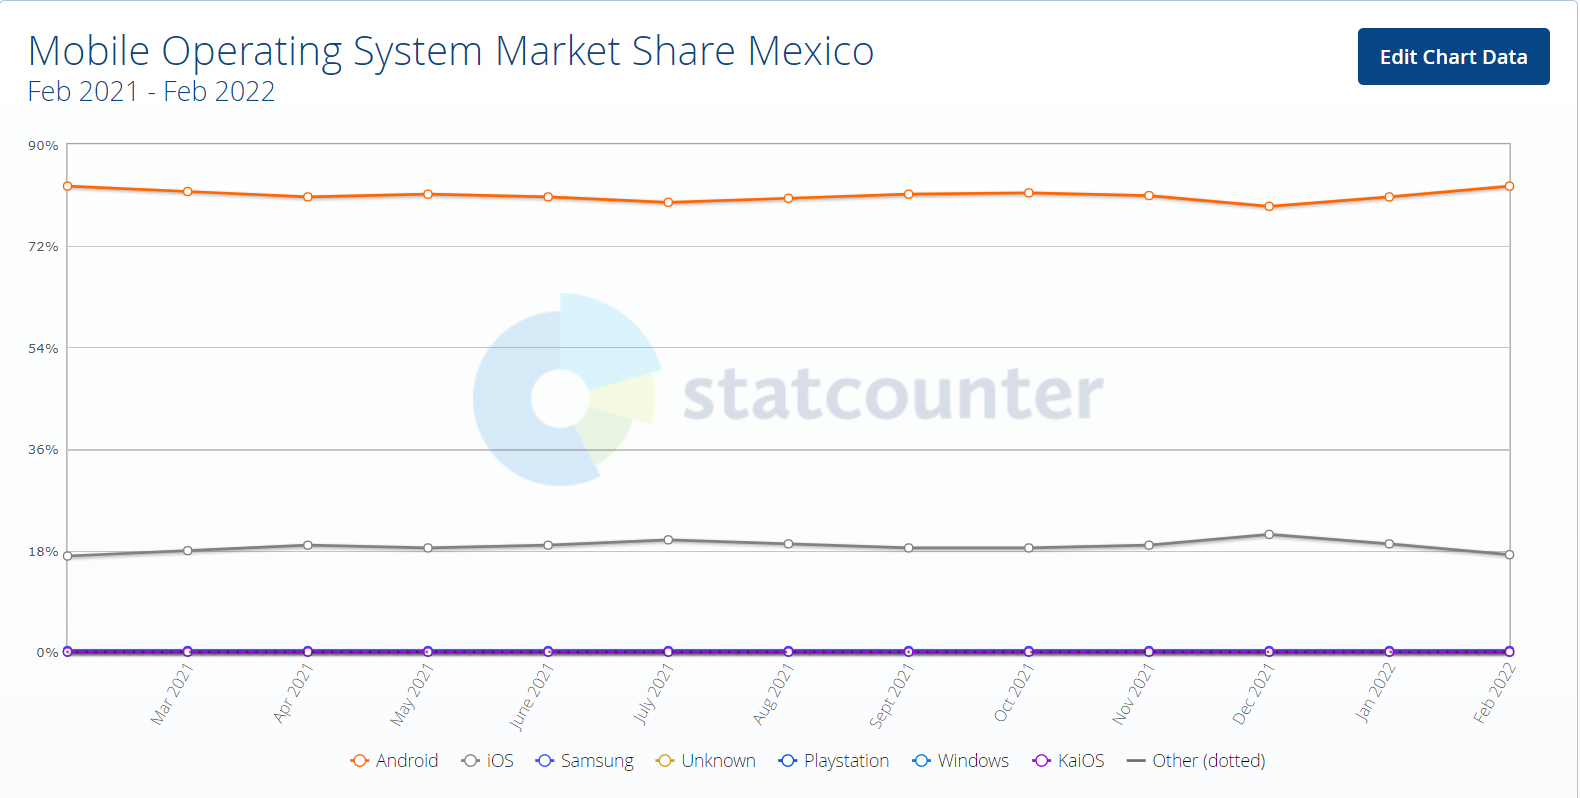 Mobile Operating System Market Share Mexico
Feb 2021 - Feb 2022
Edit Chart Data
90%
72%
54%
36%
18%
0%
statcounter
Mar 2021
Apr 2021
May 2021
June 2021
July 2021
Aug 2021
Sept 2021
Oct 2021
Nov 2021
Dec 2021
Jan 2022
Feb 2022
Android iOS Samsung Unknown Playstation Windows KaiOS Other (dotted)